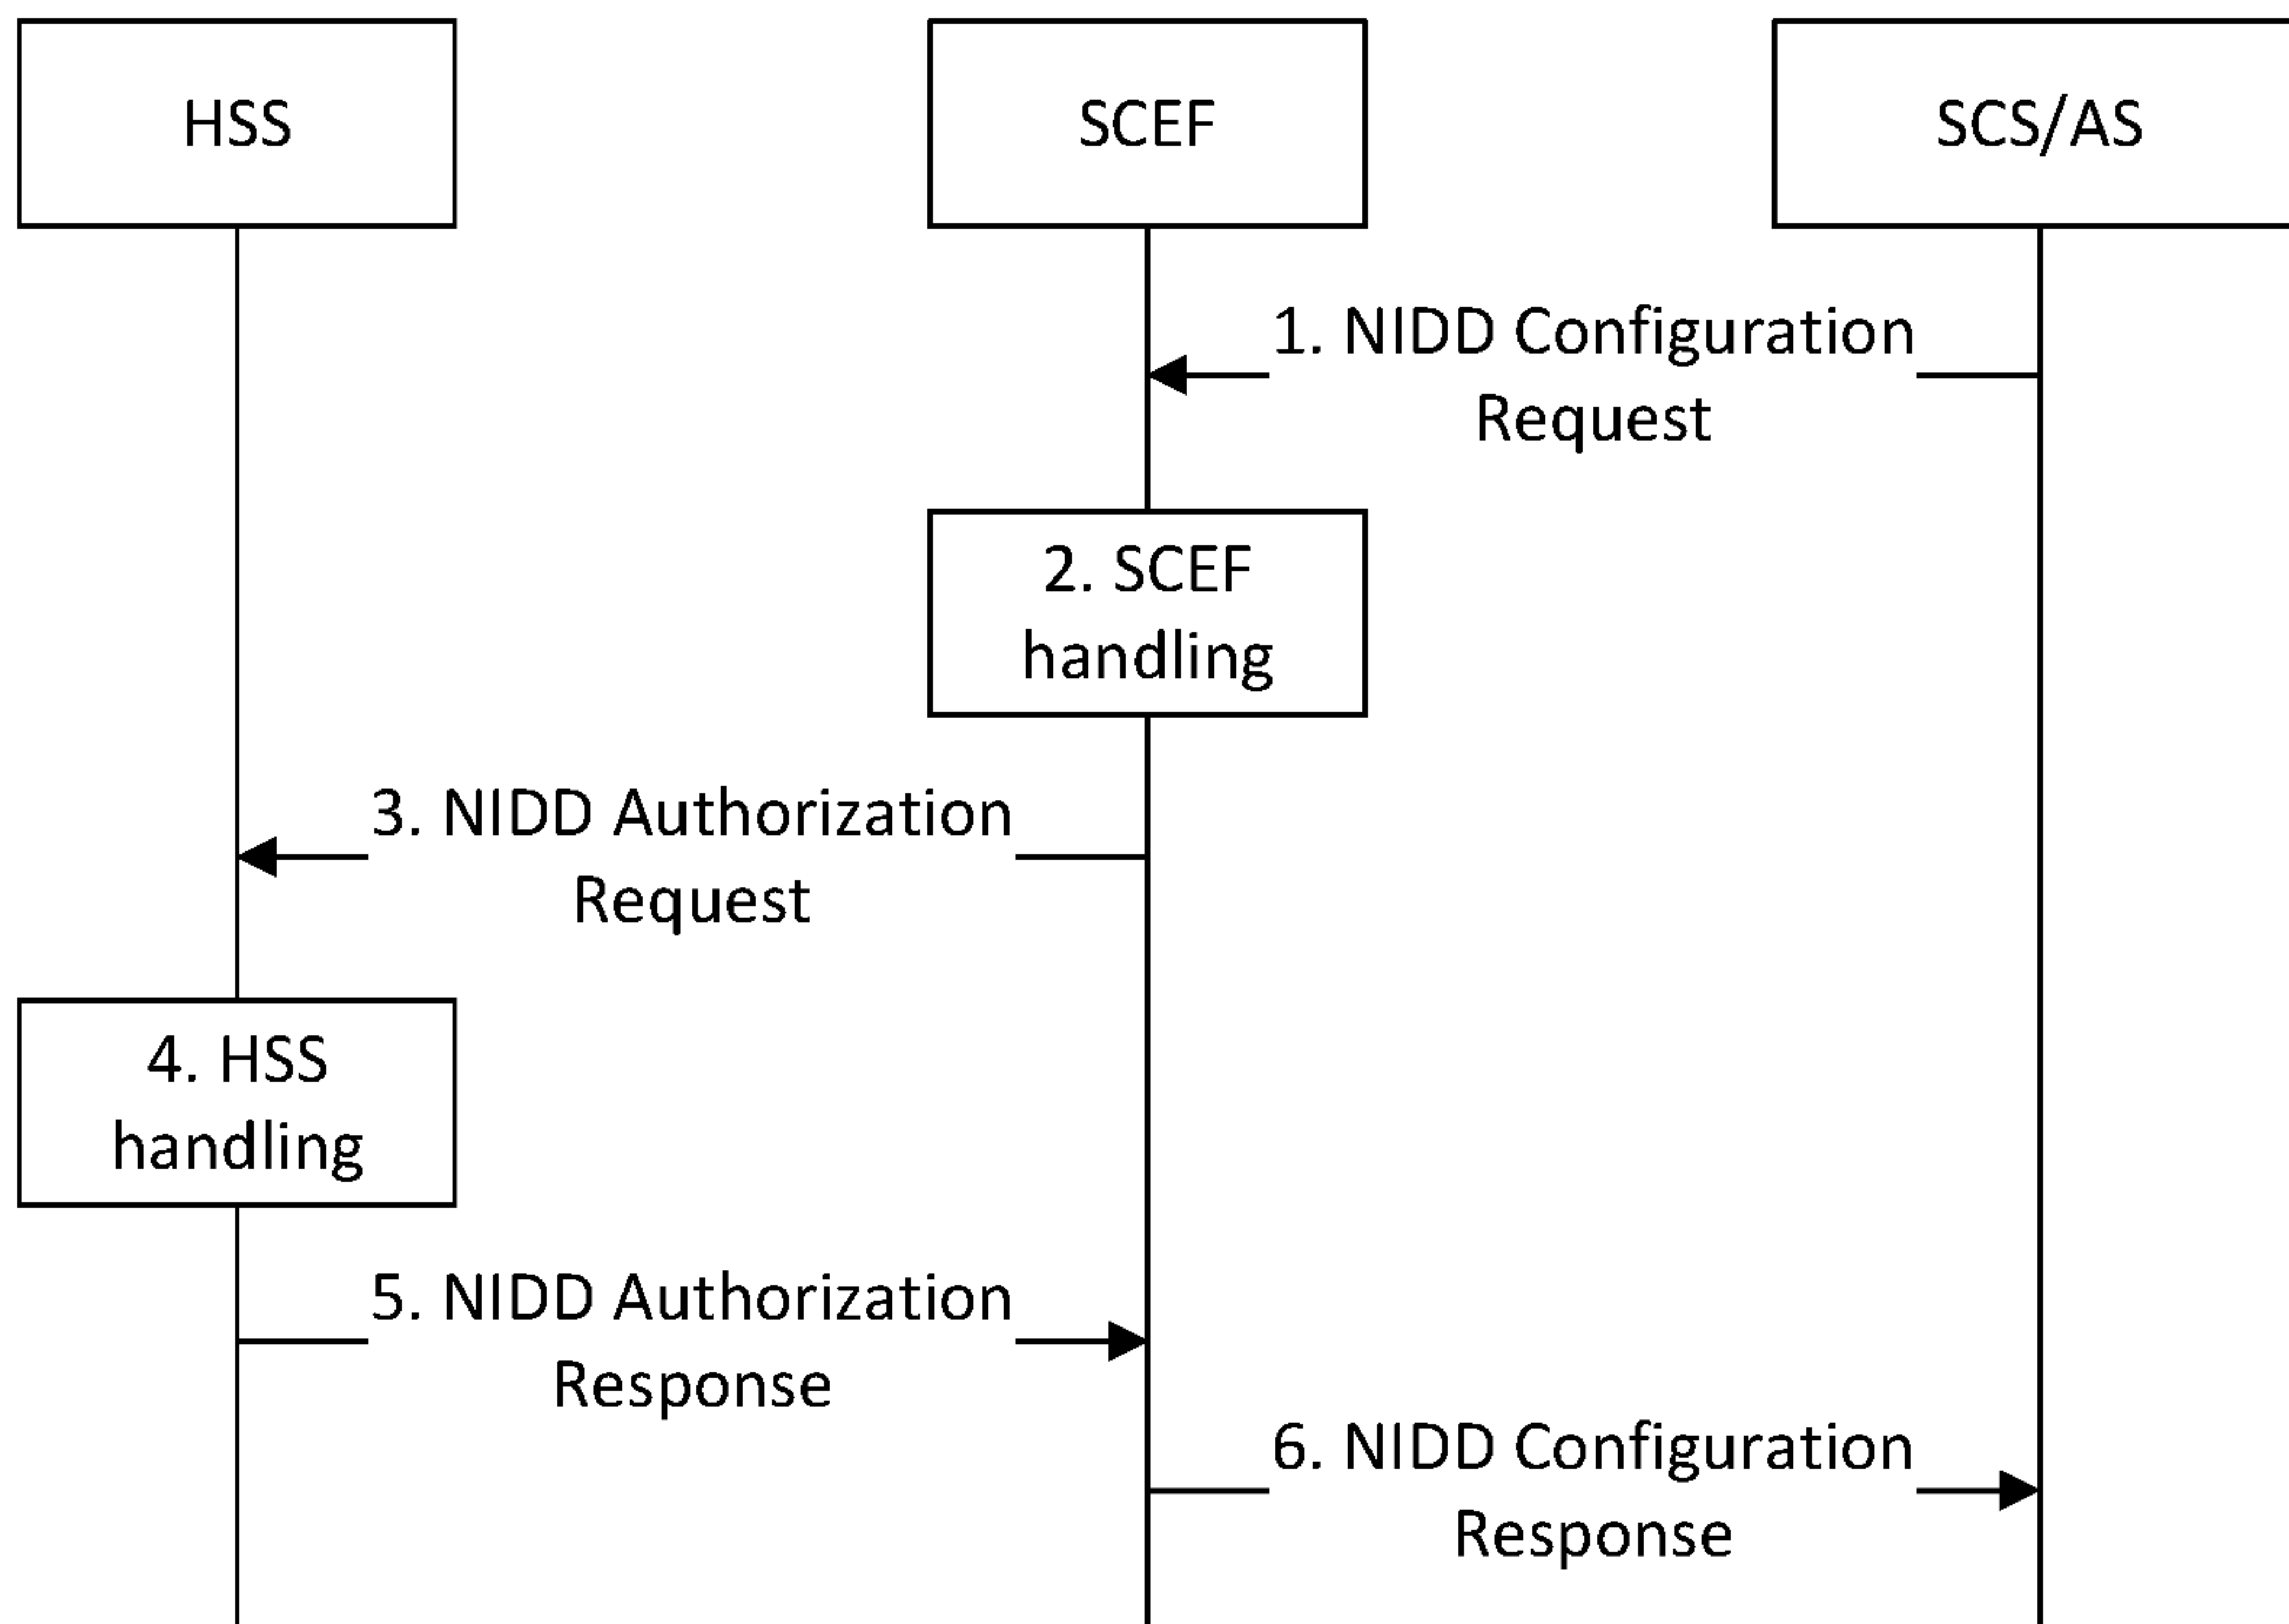 HSS
SCEF
SCS/AS
1. NIDD Configuration
Request
2. SCEF
handling
3. NIDD Authorization
Request
4. HSS
handling
5. NIDD Authorization
Response
6. NIDD Configuration
Response